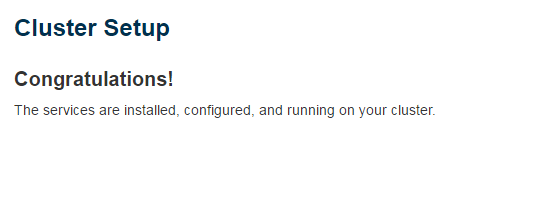 Cluster Setup
Congratulations!
The services are installed, configured, and running on your cluster.